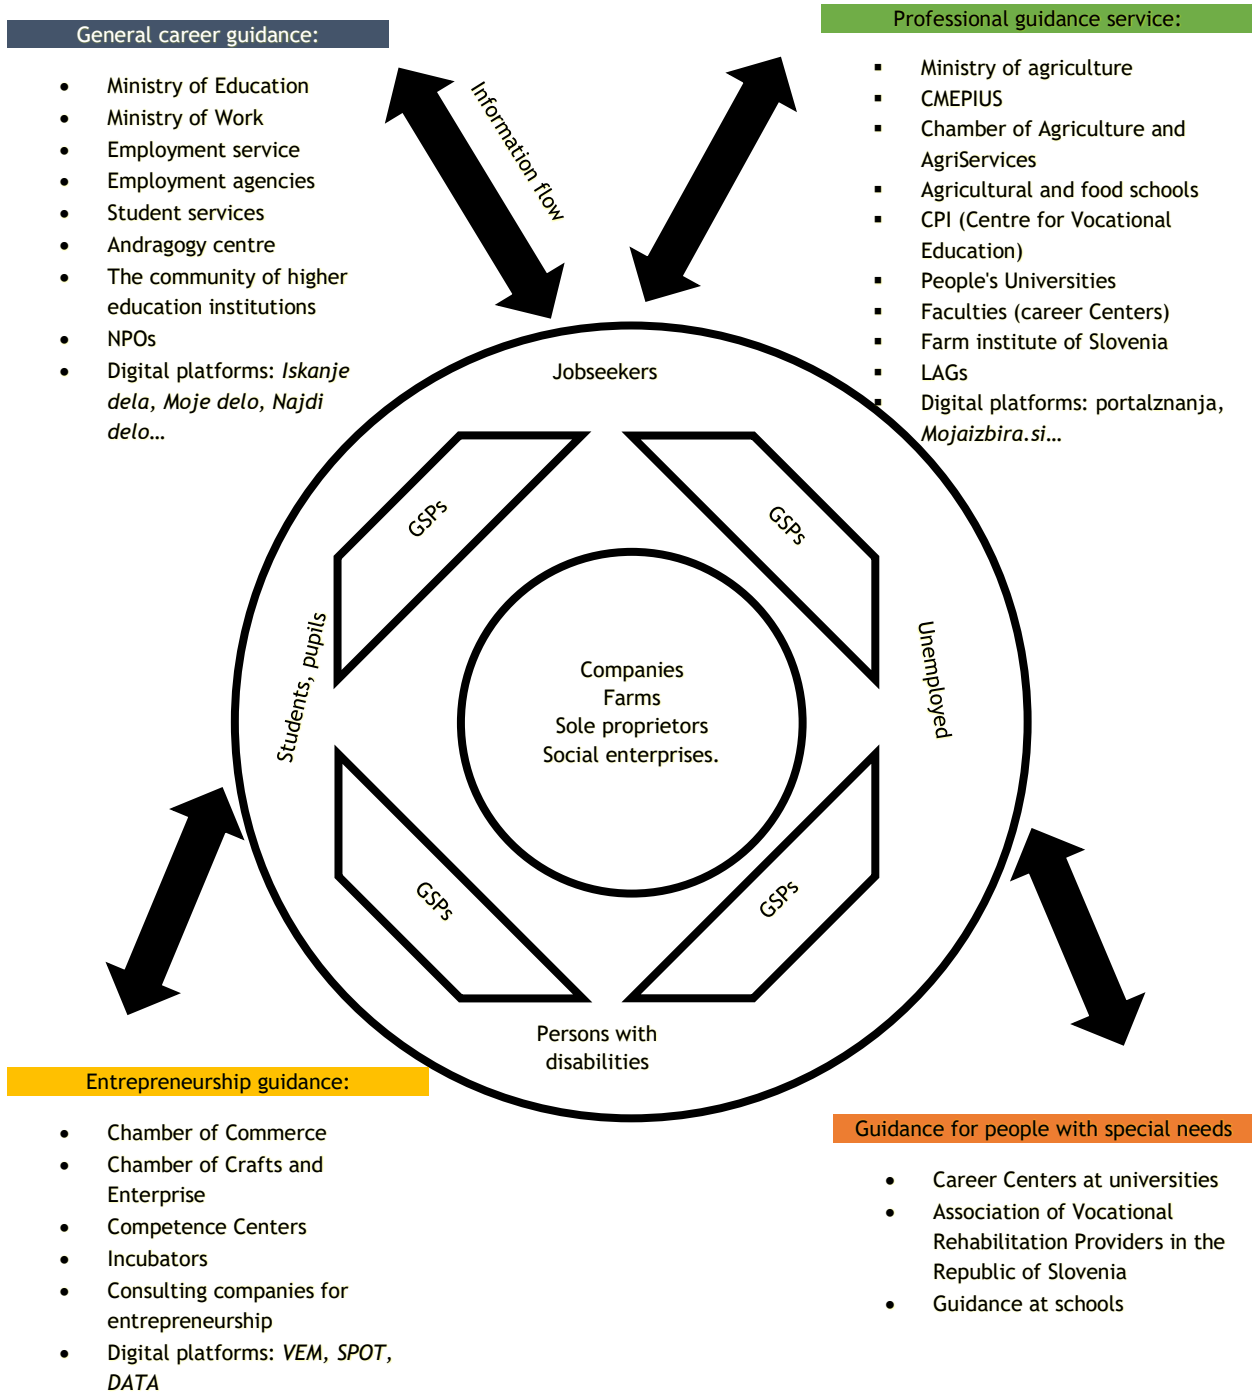 General career guidance:
• Ministry of Education
• Ministry of Work
• Employment service
• Employment agencies
• Student services
• Andragogy centre
• The community of higher
education institutions
• NPOs
• Digital platforms: Iskanje
dela, Moje delo, Najdi
delo…
Information flow
Professional guidance service:
▪ Ministry of agriculture
▪ CMEPIUS
▪ Chamber of Agriculture and
AgriServices
▪ Agricultural and food schools
▪ CPI (Centre for Vocational
Education)
▪ People's Universities
▪ Faculties (career Centers)
▪ Farm institute of Slovenia
▪ LAGs
▪ Digital platforms: portalznanja,
Mojaizbira.si…
Jobseekers
GSPs
GSPs
Students, pupils
Unemployed
Companies
Farms
Sole proprietors
Social enterprises.
GSPs
GSPs
Persons with
disabilities
Entrepreneurship guidance:
• Chamber of Commerce
• Chamber of Crafts and
Enterprise
• Competence Centers
• Incubators
• Consulting companies for
entrepreneurship
• Digital platforms: VEM, SPOT,
DATA
Guidance for people with special needs
• Career Centers at universities
• Association of Vocational
Rehabilitation Providers in the
Republic of Slovenia
• Guidance at schools